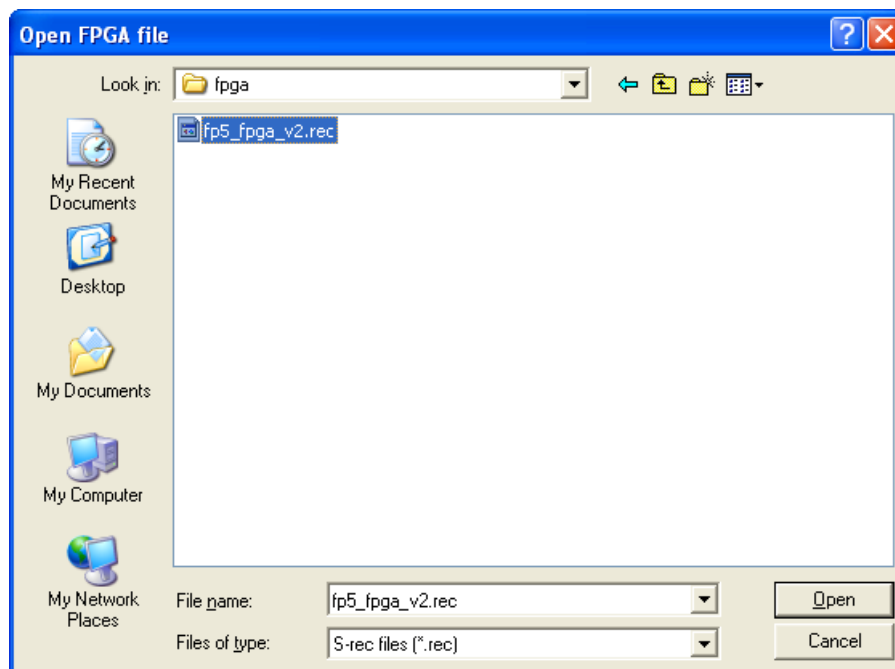 Open FPGA file
Look in:
fpga
fp5_fpga_v2.rec
My Recent
Documents
Desktop
My Documents
My Computer
My Network
Places
File name:
fp5_fpga_v2.rec
Open
Files of type:
S-rec files (*.rec)
Cancel